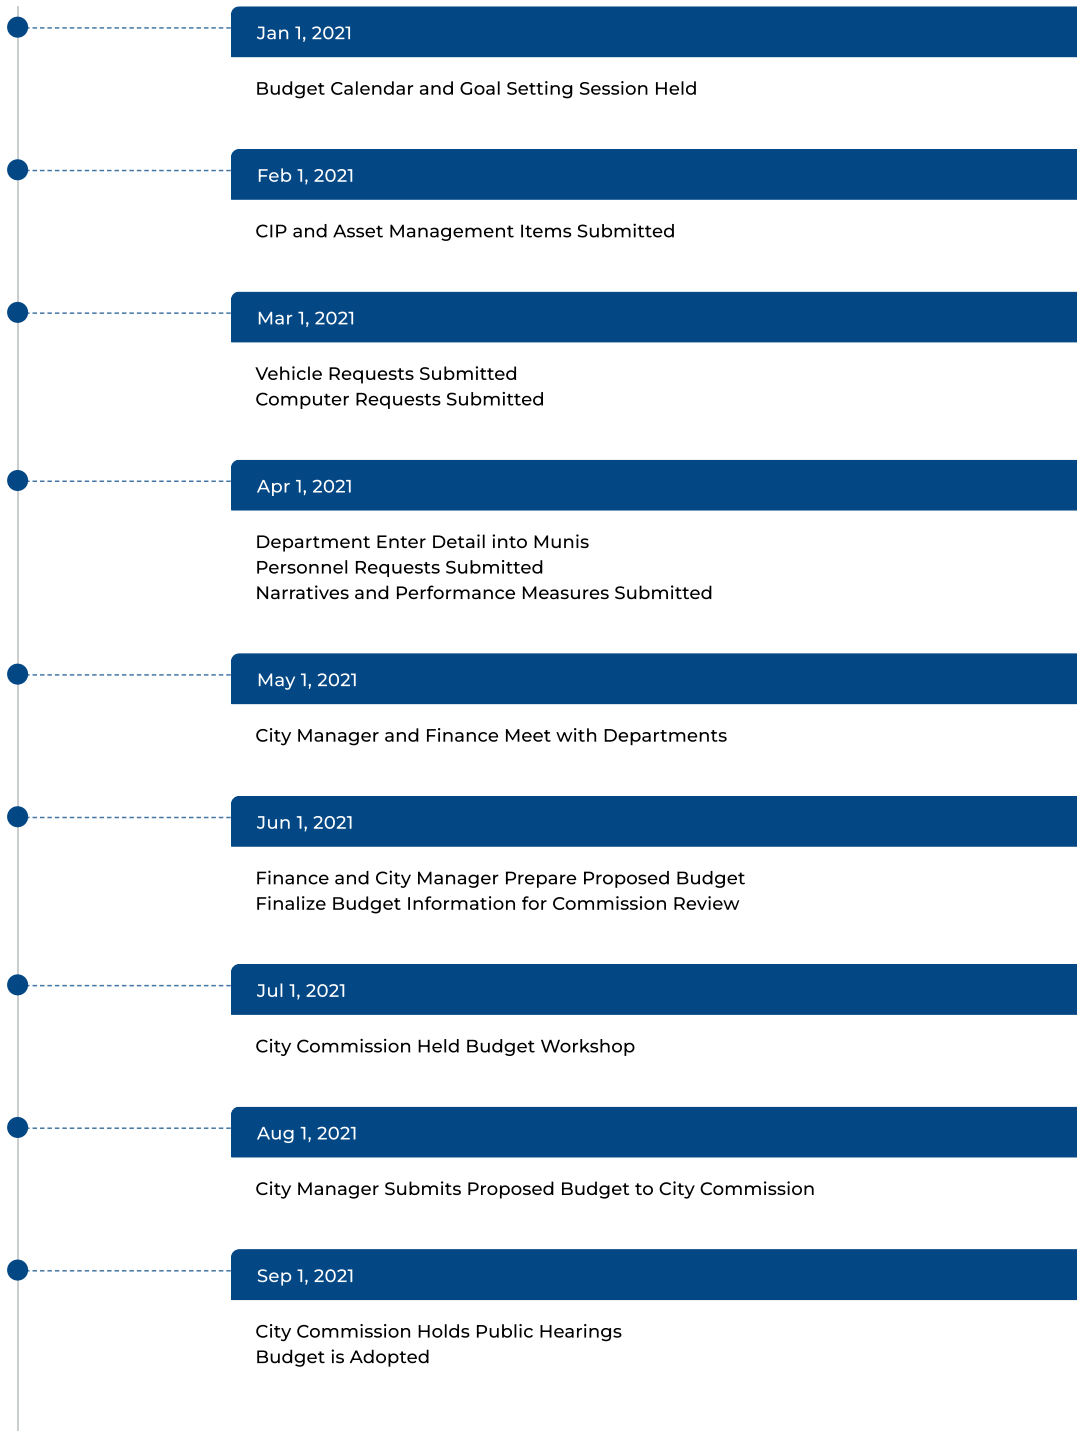 Jan 1, 2021
Budget Calendar and Goal Setting Session Held
Feb 1, 2021
CIP and Asset Management Items Submitted
Mar 1, 2021
Vehicle Requests Submitted
Computer Requests Submitted
Apr 1, 2021
Department Enter Detail into Munis
Personnel Requests Submitted
Narratives and Performance Measures Submitted
May 1, 2021
City Manager and Finance Meet with Departments
Jun 1, 2021
Finance and City Manager Prepare Proposed Budget
Finalize Budget Information for Commission Review
Jul 1, 2021
City Commission Held Budget Workshop
Aug 1, 2021
City Manager Submits Proposed Budget to City Commission
Sep 1, 2021
City Commission Holds Public Hearings
Budget is Adopted